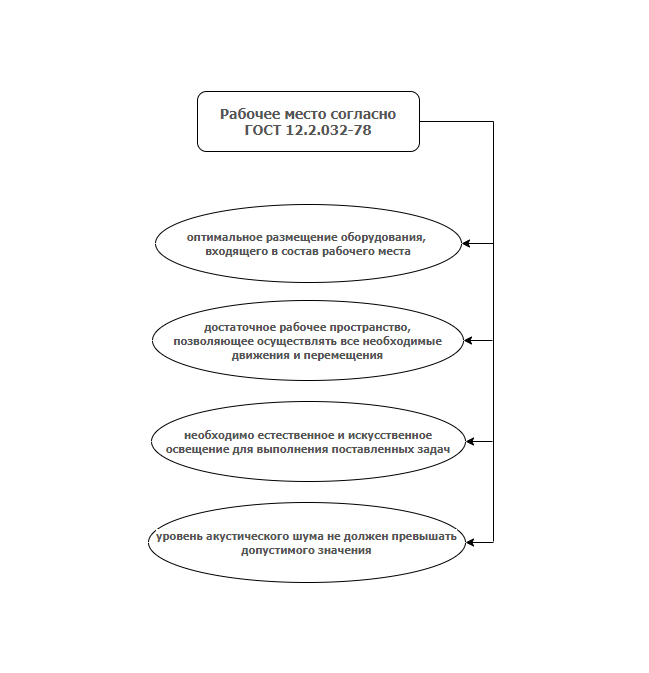 Рабочее место согласно
ГОСТ 12.2.032-78
оптимальное размещение оборудования,
входящего в состав рабочего места
достаточное рабочее пространство,
позволяющее осуществлять все необходимые
движения и перемещения
необходимо естественное и искусственное
освещение для выполнения поставленных задач
уровень акустического шума не должен превышать
допустимого значения